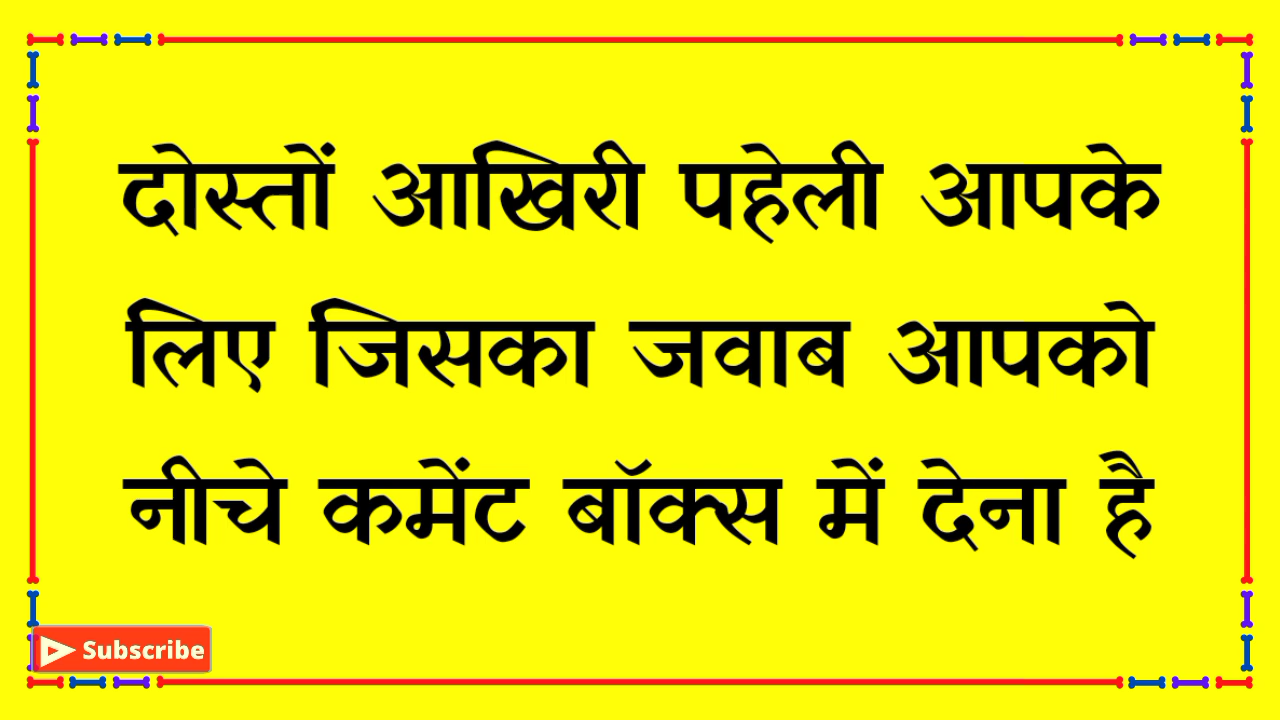 दोस्तों आखिरी पहेली आपके
लिए जिसका जवाब आपको
नीचे कमेंट बॉक्स में देना है
Subscribe